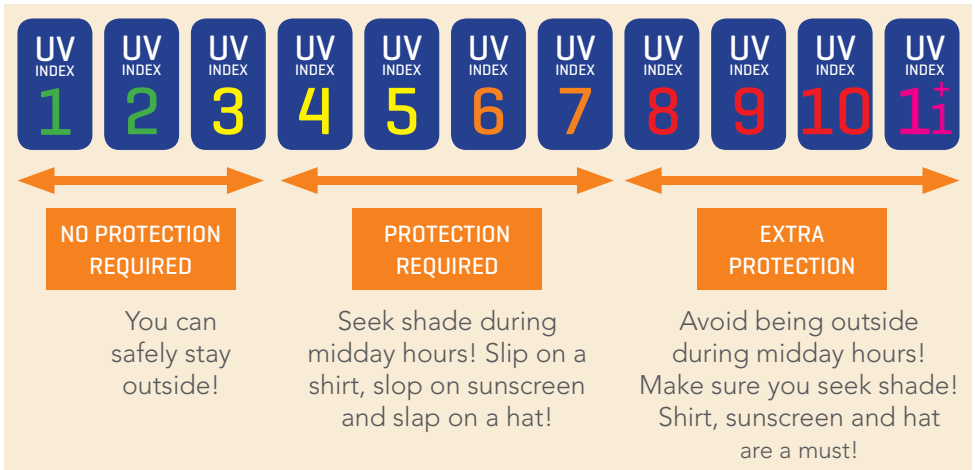 UV UV UV UV UV UV UV UV UV UV UV
INDEX INDEX INDEX INDEX INDEX INDEX INDEX INDEX INDEX INDEX INDEX
1 2 3 4 5 6 7 8 9 10 11+
NO PROTECTION
REQUIRED
You can
safely stay
outside!
PROTECTION
REQUIRED
Seek shade during
midday hours! Slip on a
shirt, slop on sunscreen
and slap on a hat!
EXTRA
PROTECTION
Avoid being outside
during midday hours!
Make sure you seek shade!
Shirt, sunscreen and hat
are a must!